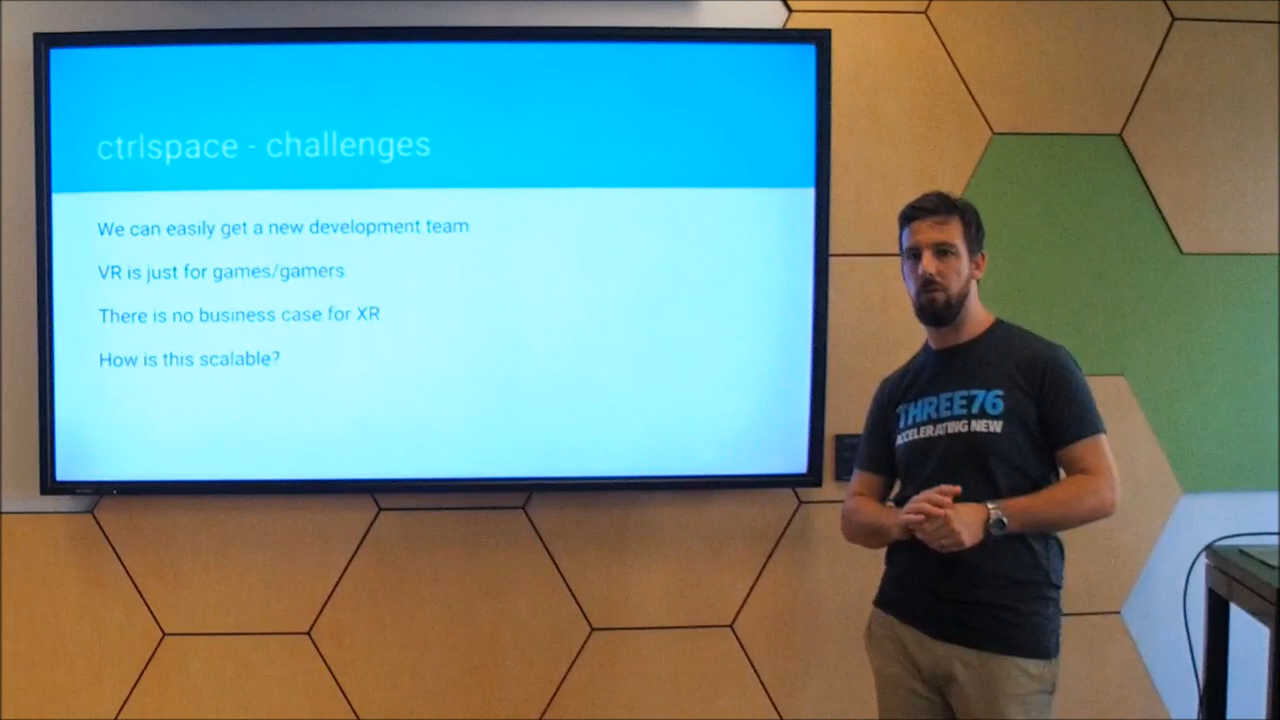 ctrlspace - challenges
We can easily get a new development team
VR is just for games/gamers
There is no business case for XR
How is this scalable?
THREE76
ACCELERATING NEW